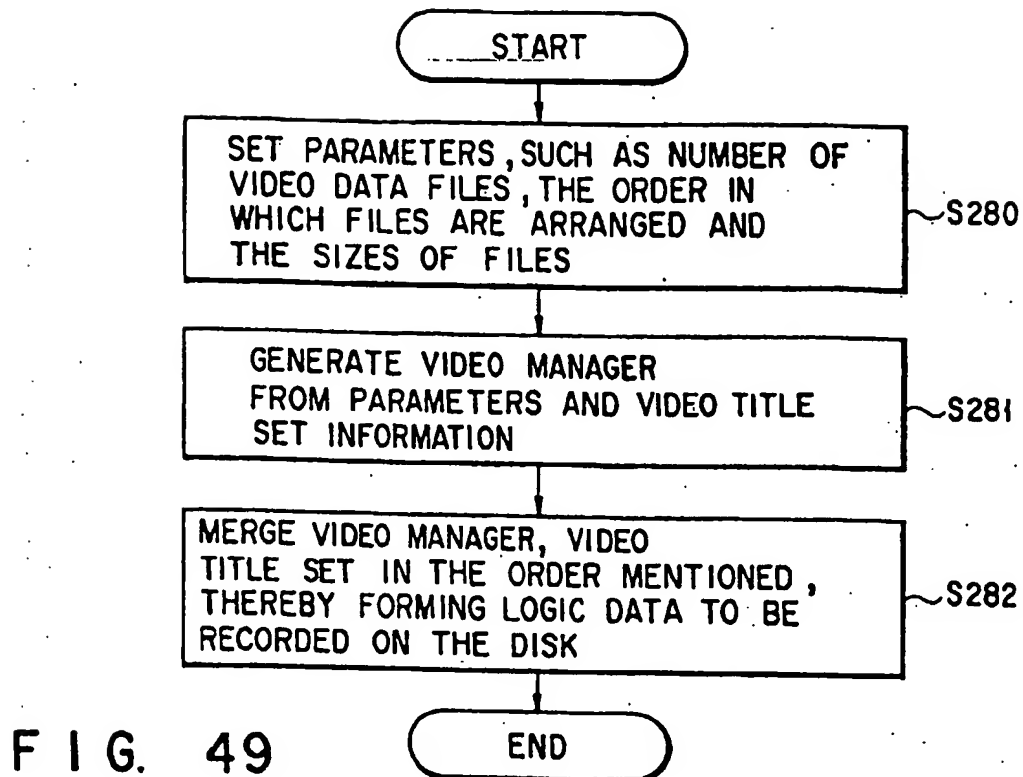 START
SET PARAMETERS, SUCH AS NUMBER OF
VIDEO DATA FILES, THE ORDER IN
WHICH FILES ARE ARRANGED AND
THE SIZES OF FILES
S280
GENERATE VIDEO MANAGER
FROM PARAMETERS AND VIDEO TITLE
SET INFORMATION
S281
MERGE VIDEO MANAGER, VIDEO
TITLE SET IN THE ORDER MENTIONED,
THEREBY FORMING LOGIC DATA TO BE
RECORDED ON THE DISK
S282
END
FIG. 49